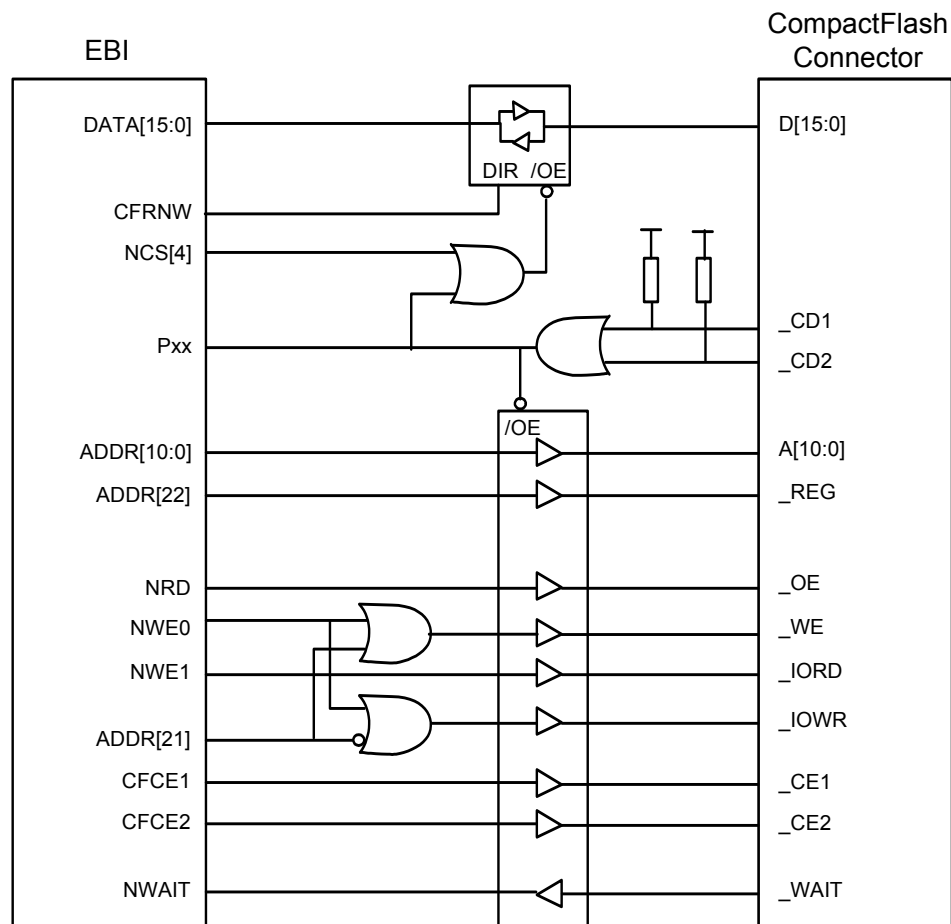 EBI
CompactFlash
Connector
DATA[15:0]
D[15:0]
DIR /OE
CFRNW
NCS[4]
_CD1
Pxx
_CD2
/OE
ADDR[10:0]
A[10:0]
ADDR[22]
_REG
NRD
_OE
NWE0
_WE
NWE1
_IORD
_IOWR
ADDR[21]
CFCE1
_CE1
CFCE2
_CE2
NWAIT
_WAIT